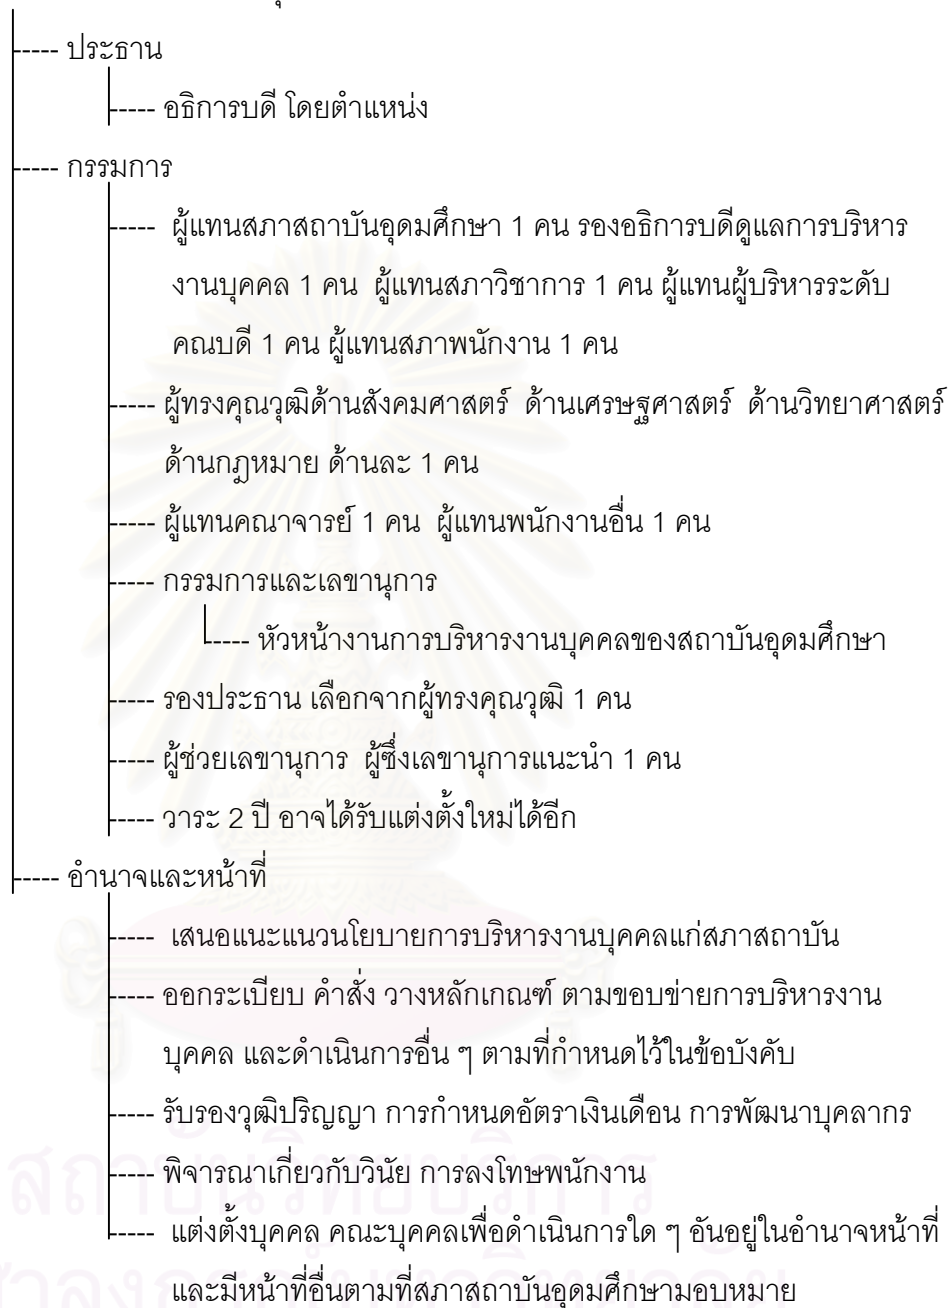 ----- ประธาน
----- อธิการบดี โดยตำแหน่ง
----- กรรมการ
----- ผู้แทนสภาสถาบันอุดมศึกษา 1 คน รองอธิการบดีดูแลการบริหาร
งานบุคคล 1 คน ผู้แทนสภาวิชาการ 1 คน ผู้แทนผู้บริหารระดับ
คณบดี 1 คน ผู้แทนสภาพนักงาน 1 คน
----- ผู้ทรงคุณวุฒิด้านสังคมศาสตร์ ด้านเศรษฐศาสตร์ ด้านวิทยาศาสตร์
ด้านกฎหมาย ด้านละ 1 คน
----- ผู้แทนคณาจารย์ 1 คน ผู้แทนพนักงานอื่น 1 คน
----- กรรมการและเลขานุการ
----- หัวหน้างานการบริหารงานบุคคลของสถาบันอุดมศึกษา
----- รองประธาน เลือกจากผู้ทรงคุณวุฒิ 1 คน
----- ผู้ช่วยเลขานุการ ผู้ซึ่งเลขานุการแนะนำ 1 คน
----- วาระ 2 ปี อาจได้รับแต่งตั้งใหม่ได้อีก
----- อำนาจและหน้าที่
----- เสนอแนะแนวนโยบายการบริหารงานบุคคลแก่สภาสถาบัน
----- ออกระเบียบ คำสั่ง วางหลักเกณฑ์ ตามขอบข่ายการบริหารงาน
บุคคล และดำเนินการอื่น ๆ ตามที่กำหนดไว้ในข้อบังคับ
----- รับรองวุฒิปริญญา การกำหนดอัตราเงินเดือน การพัฒนาบุคลากร
----- พิจารณาเกี่ยวกับวินัย การลงโทษพนักงาน
สถาบันวิทยบริการ
----- แต่งตั้งบุคคล คณะบุคคลเพื่อดำเนินการใด ๆ อันอยู่ในอำนาจหน้าที่
และมีหน้าที่อื่นตามที่สภาสถาบันอุดมศึกษามอบหมาย